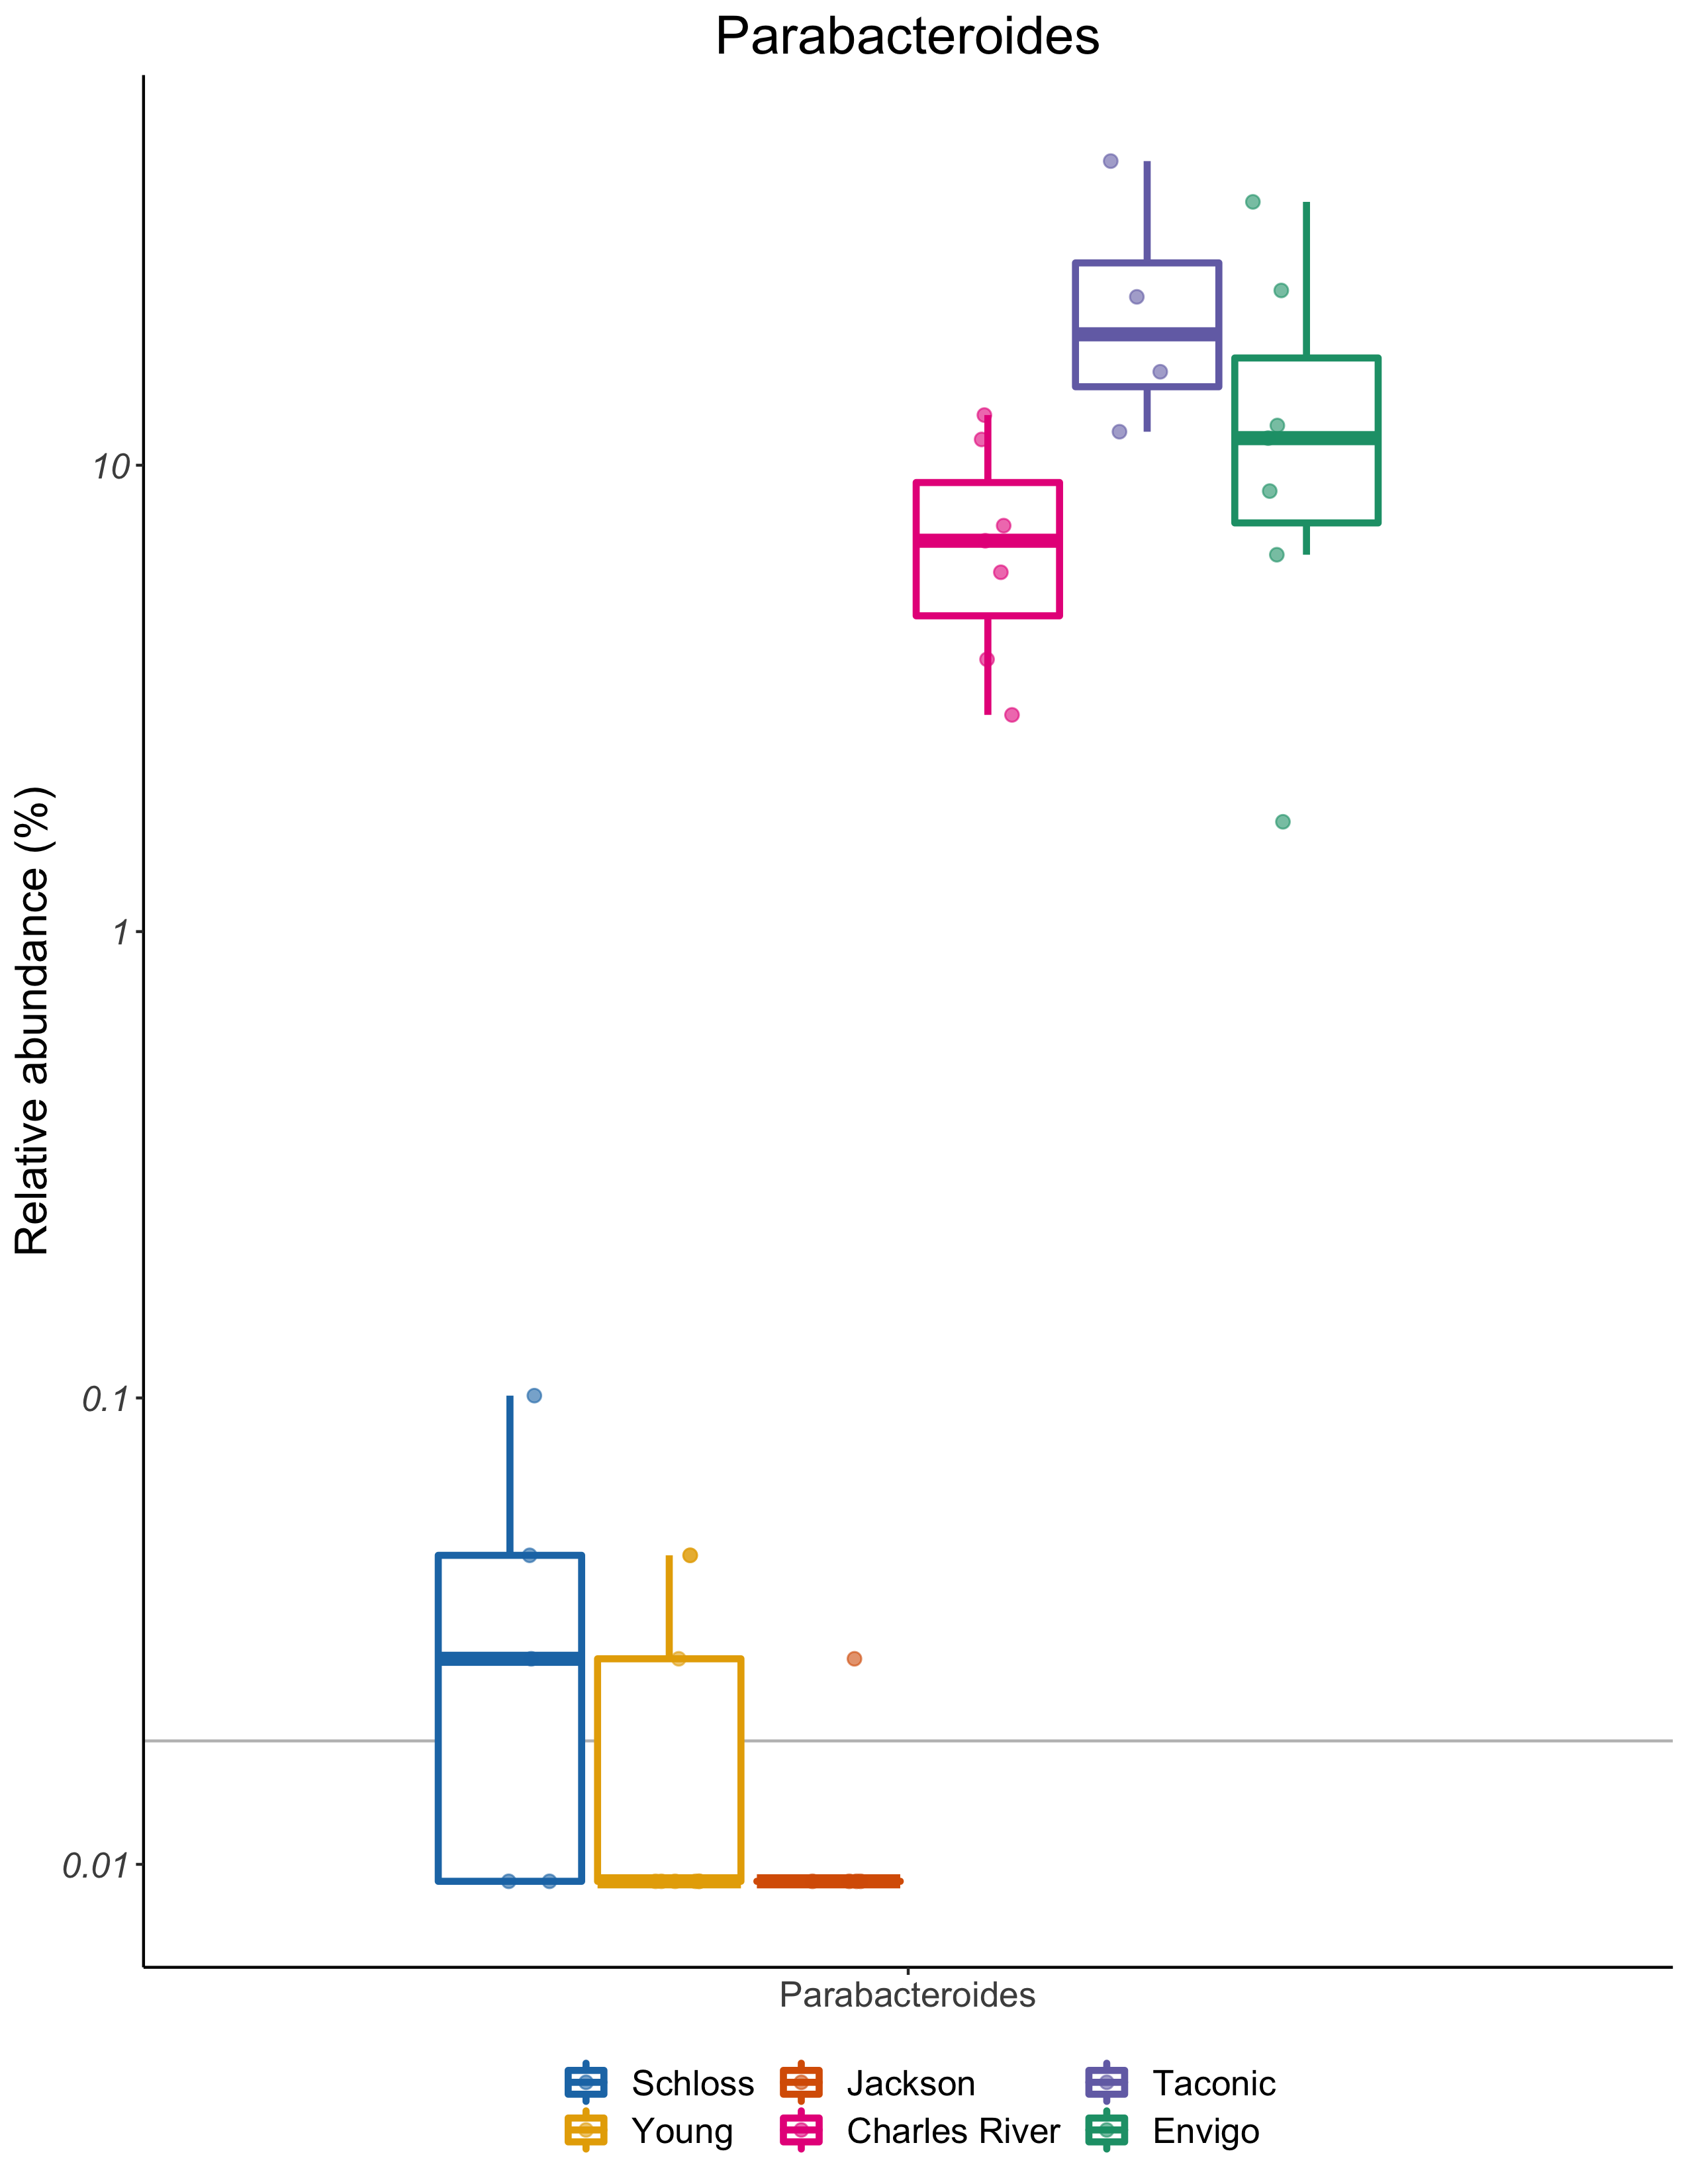 Parabacteroides
Relative abundance (%)
10
1
0.1
0.01
Parabacteroides
Schloss
Jackson
Taconic
Young
Charles River
Envigo